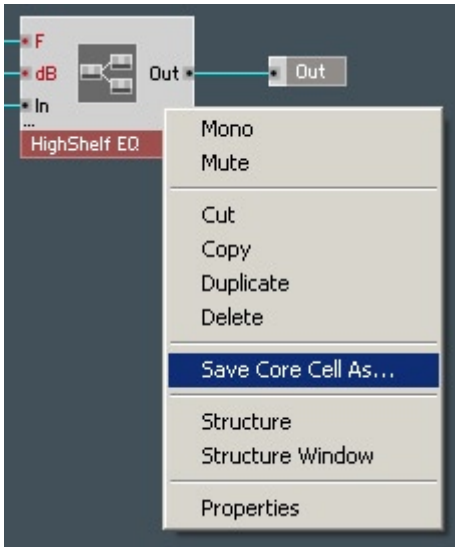 F
dB
Out
Out
In
...
HighShelf EQ
Mono
Mute
Cut
Copy
Duplicate
Delete
Save Core Cell As...
Structure
Structure Window
Properties